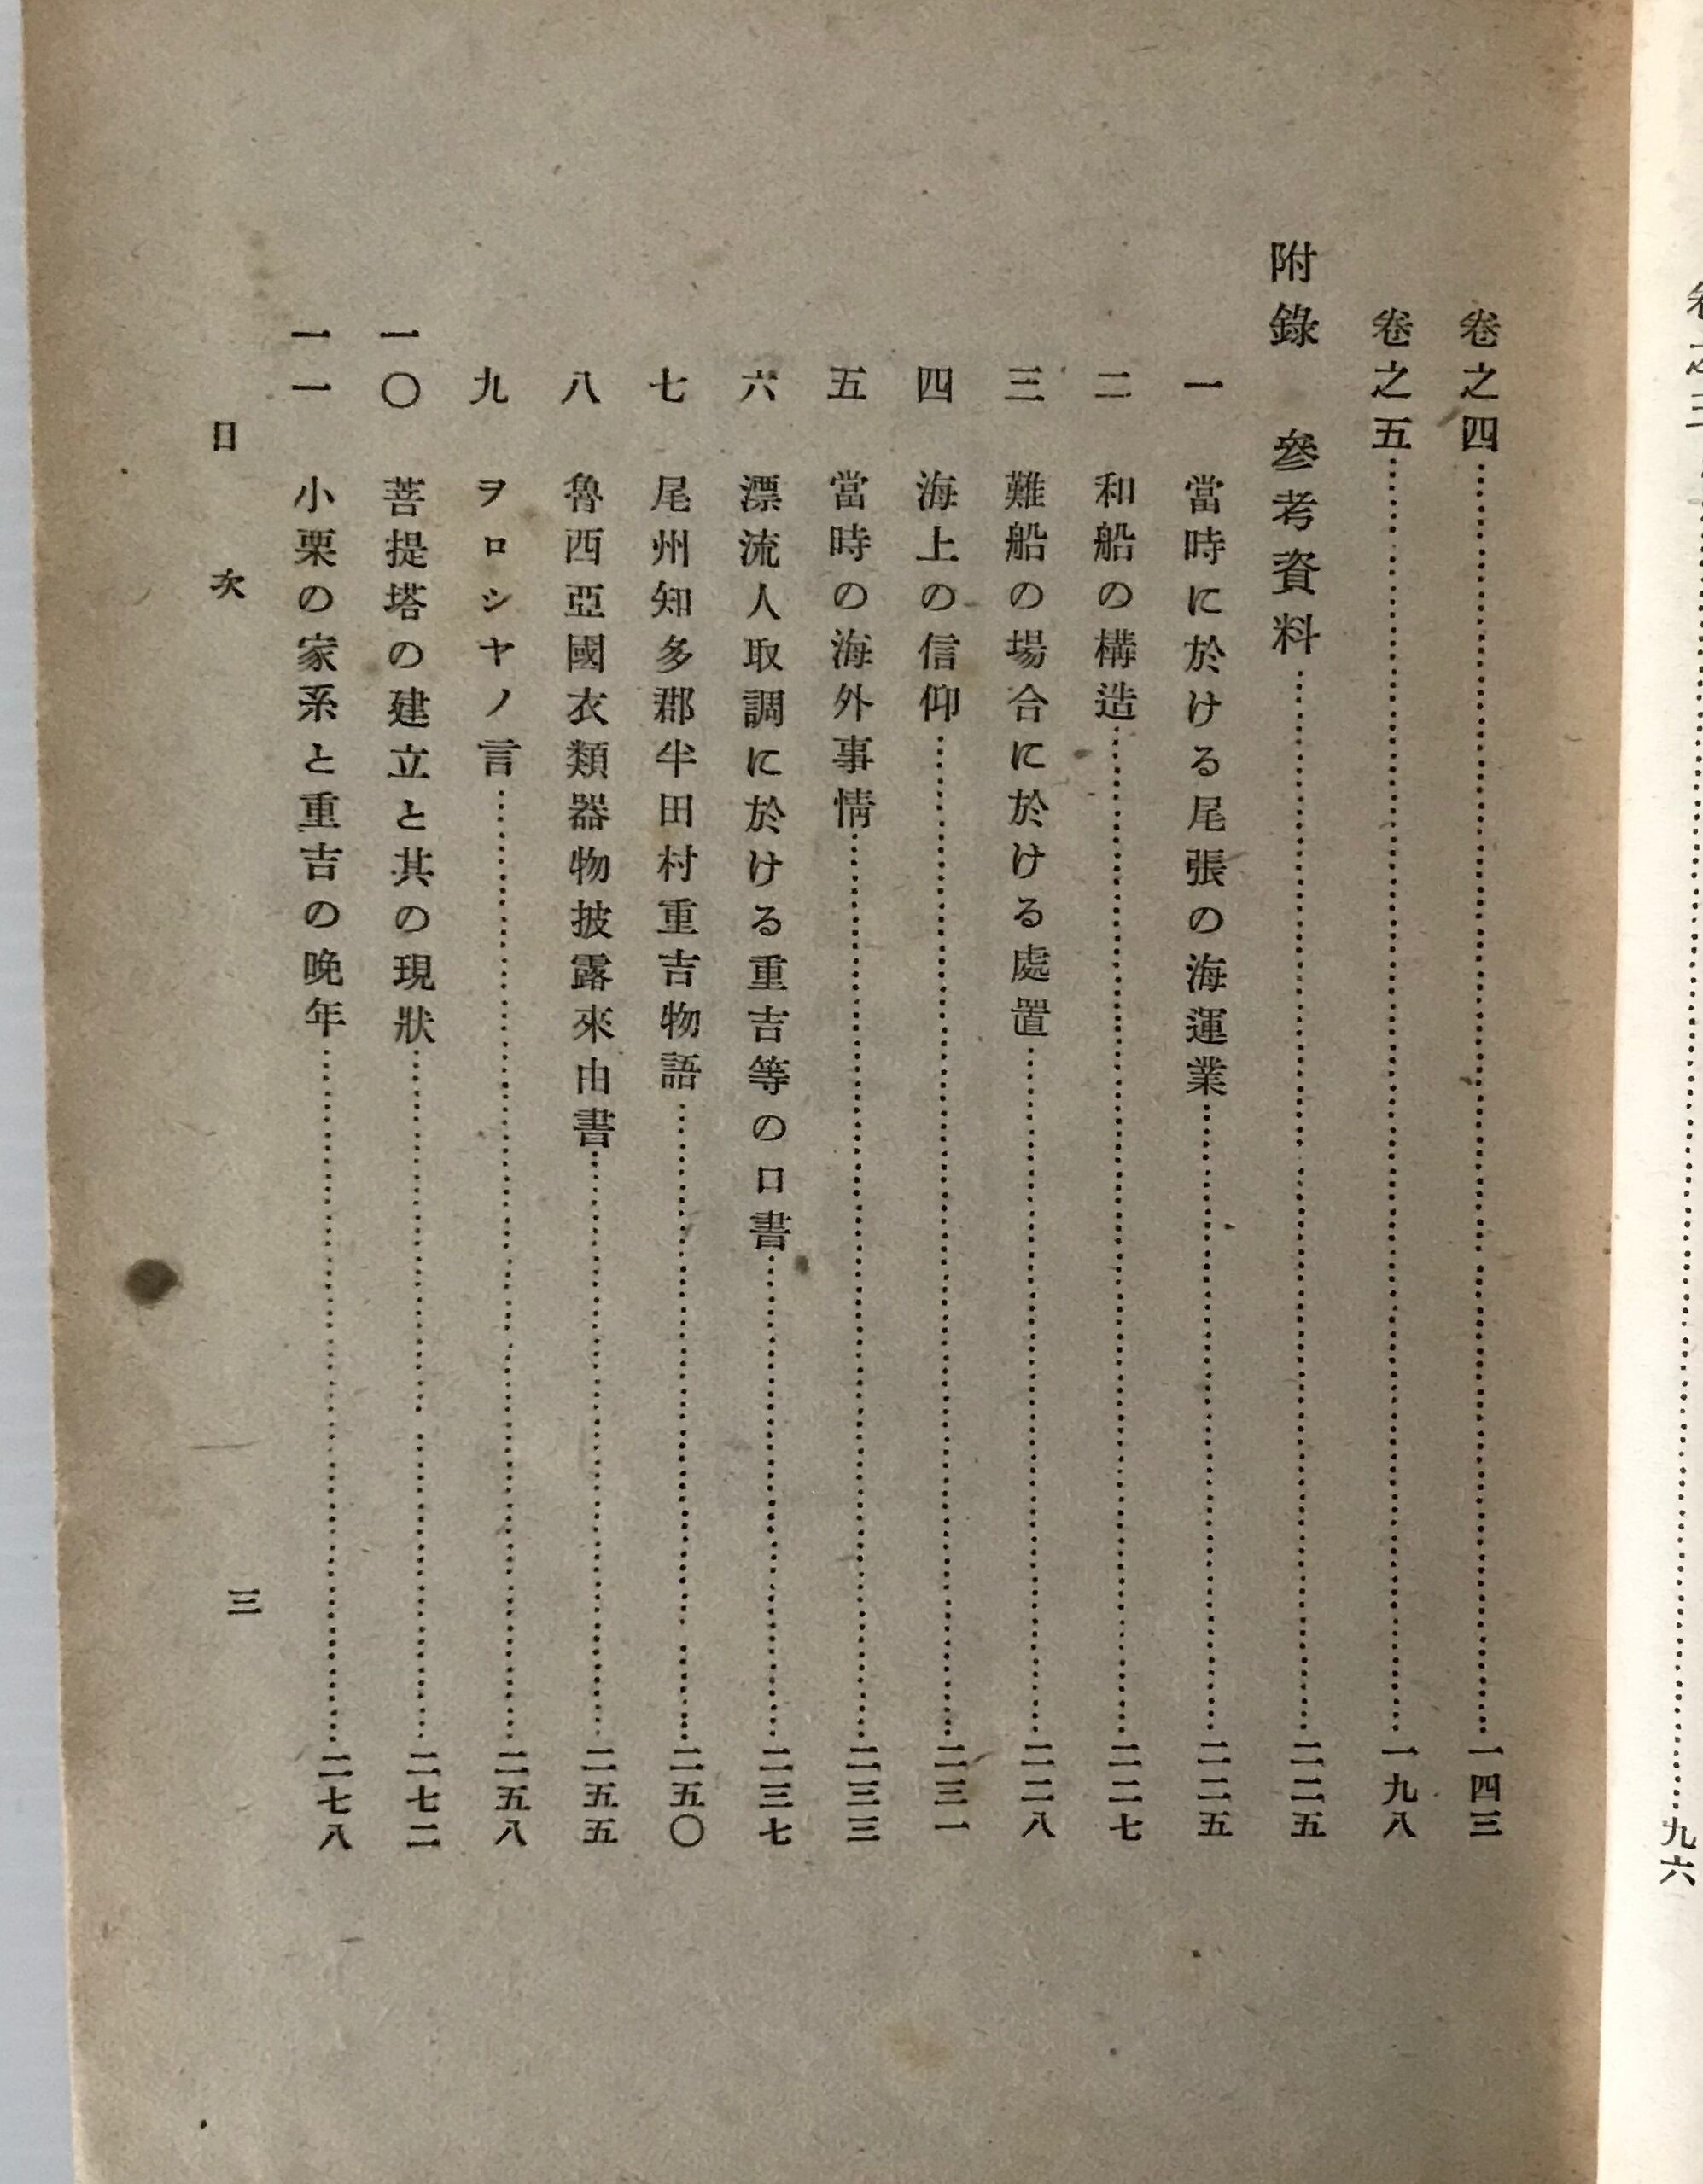 卷之三
九六
卷之四……一四三
卷之五……一九八
附錄　參考資料……二二五
一　當時に於ける尾張の海運業……二二五
二　和船の構造……二二七
三　難船の場合に於ける處置……二二八
四　海上の信仰……二三一
五　當時の海外事情……二三三
六　漂流人取調に於ける重吉等の口書……二三七
七　尾州知多郡半田村重吉物語……二五〇
八　魯西亞國衣類器物披露來由書……二五五
九　ヲロシヤノ言……二五八
一〇　菩提塔の建立と其の現狀……二七二
一一　小栗の家系と重吉の晚年……二七八
目次
三